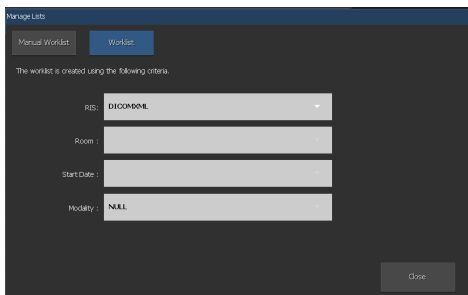 Manage Lists
Manual Worklist
Worklist
The worklist is created using the following criteria.
RIS: DICOMXML
Room :
Start Date :
Modality : NULL
Close